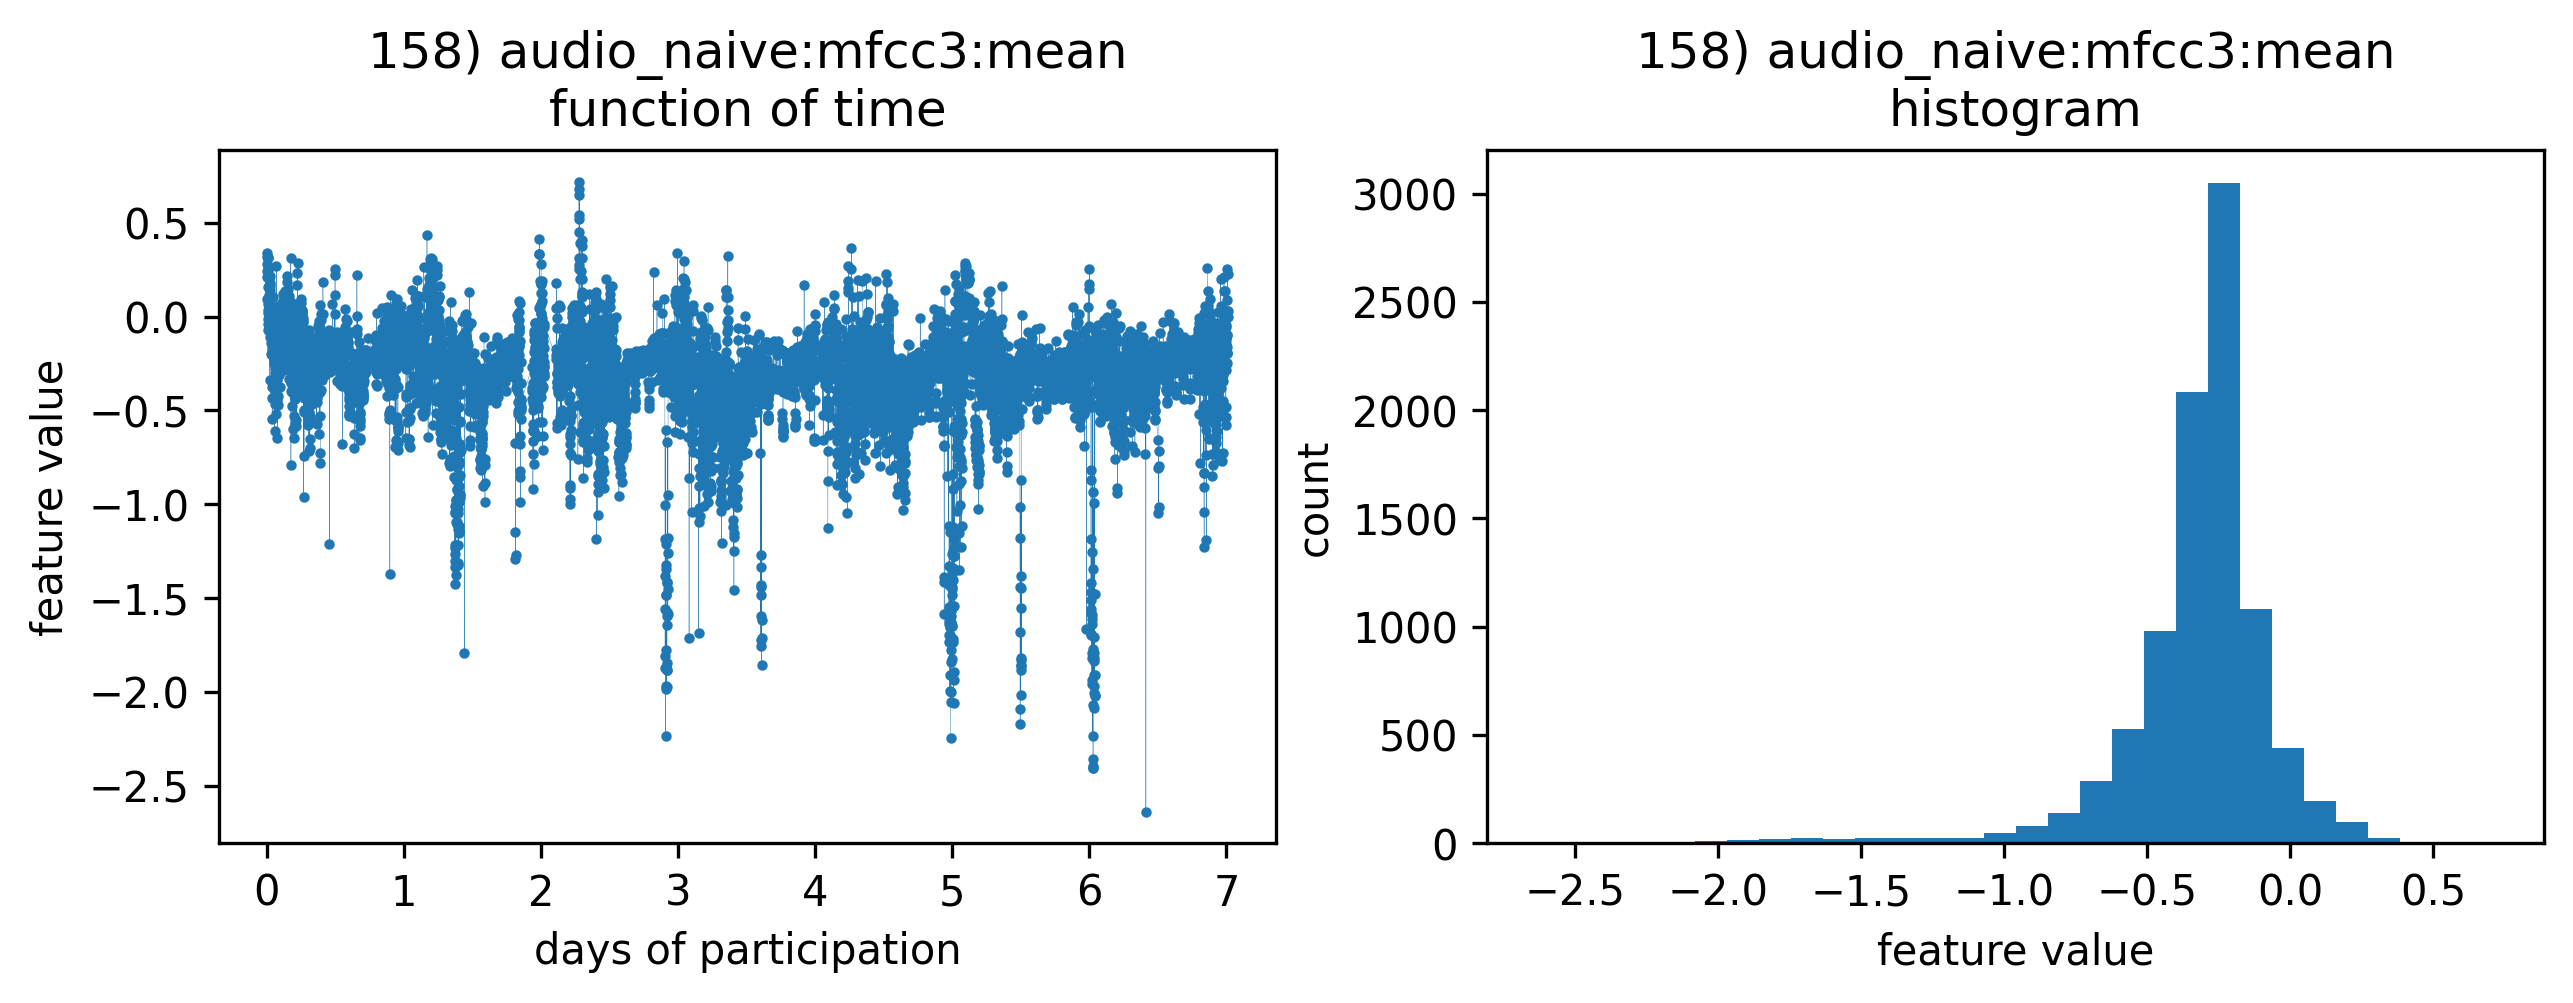 158) audio_naive:mfcc3:mean
function of time
0.5
0.0
−0.5
−1.0
−1.5
−2.0
−2.5
feature value
0 1 2 3 4 5 6 7
days of participation
158) audio_naive:mfcc3:mean
histogram
3000
2500
2000
1500
1000
500
0
count
−2.5 −2.0 −1.5 −1.0 −0.5 0.0 0.5
feature value